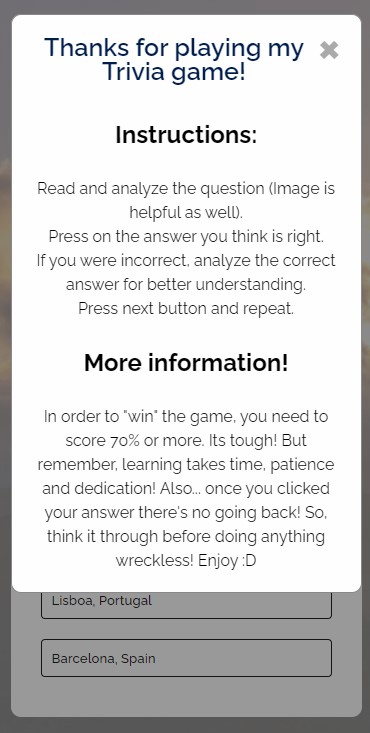 Thanks for playing my
Trivia game!
✖
Instructions:
Read and analyze the question (Image is
helpful as well).
Press on the answer you think is right.
If you were incorrect, analyze the correct
answer for better understanding.
Press next button and repeat.
More information!
In order to "win" the game, you need to
score 70% or more. Its tough! But
remember, learning takes time, patience
and dedication! Also... once you clicked
your answer there's no going back! So,
think it through before doing anything
wreckless! Enjoy :D
Lisboa, Portugal
Barcelona, Spain